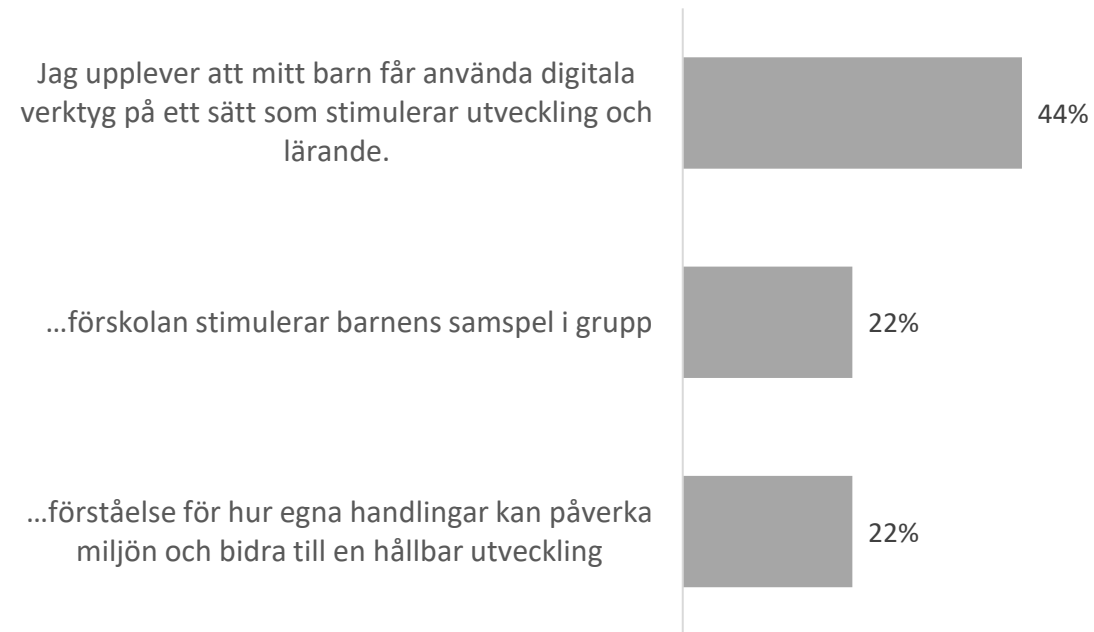 Jag upplever att mitt barn får använda digitala
verktyg på ett sätt som stimulerar utveckling och
lärande.
44%
…förskolan stimulerar barnens samspel i grupp
22%
…förståelse för hur egna handlingar kan påverka
miljön och bidra till en hållbar utveckling
22%